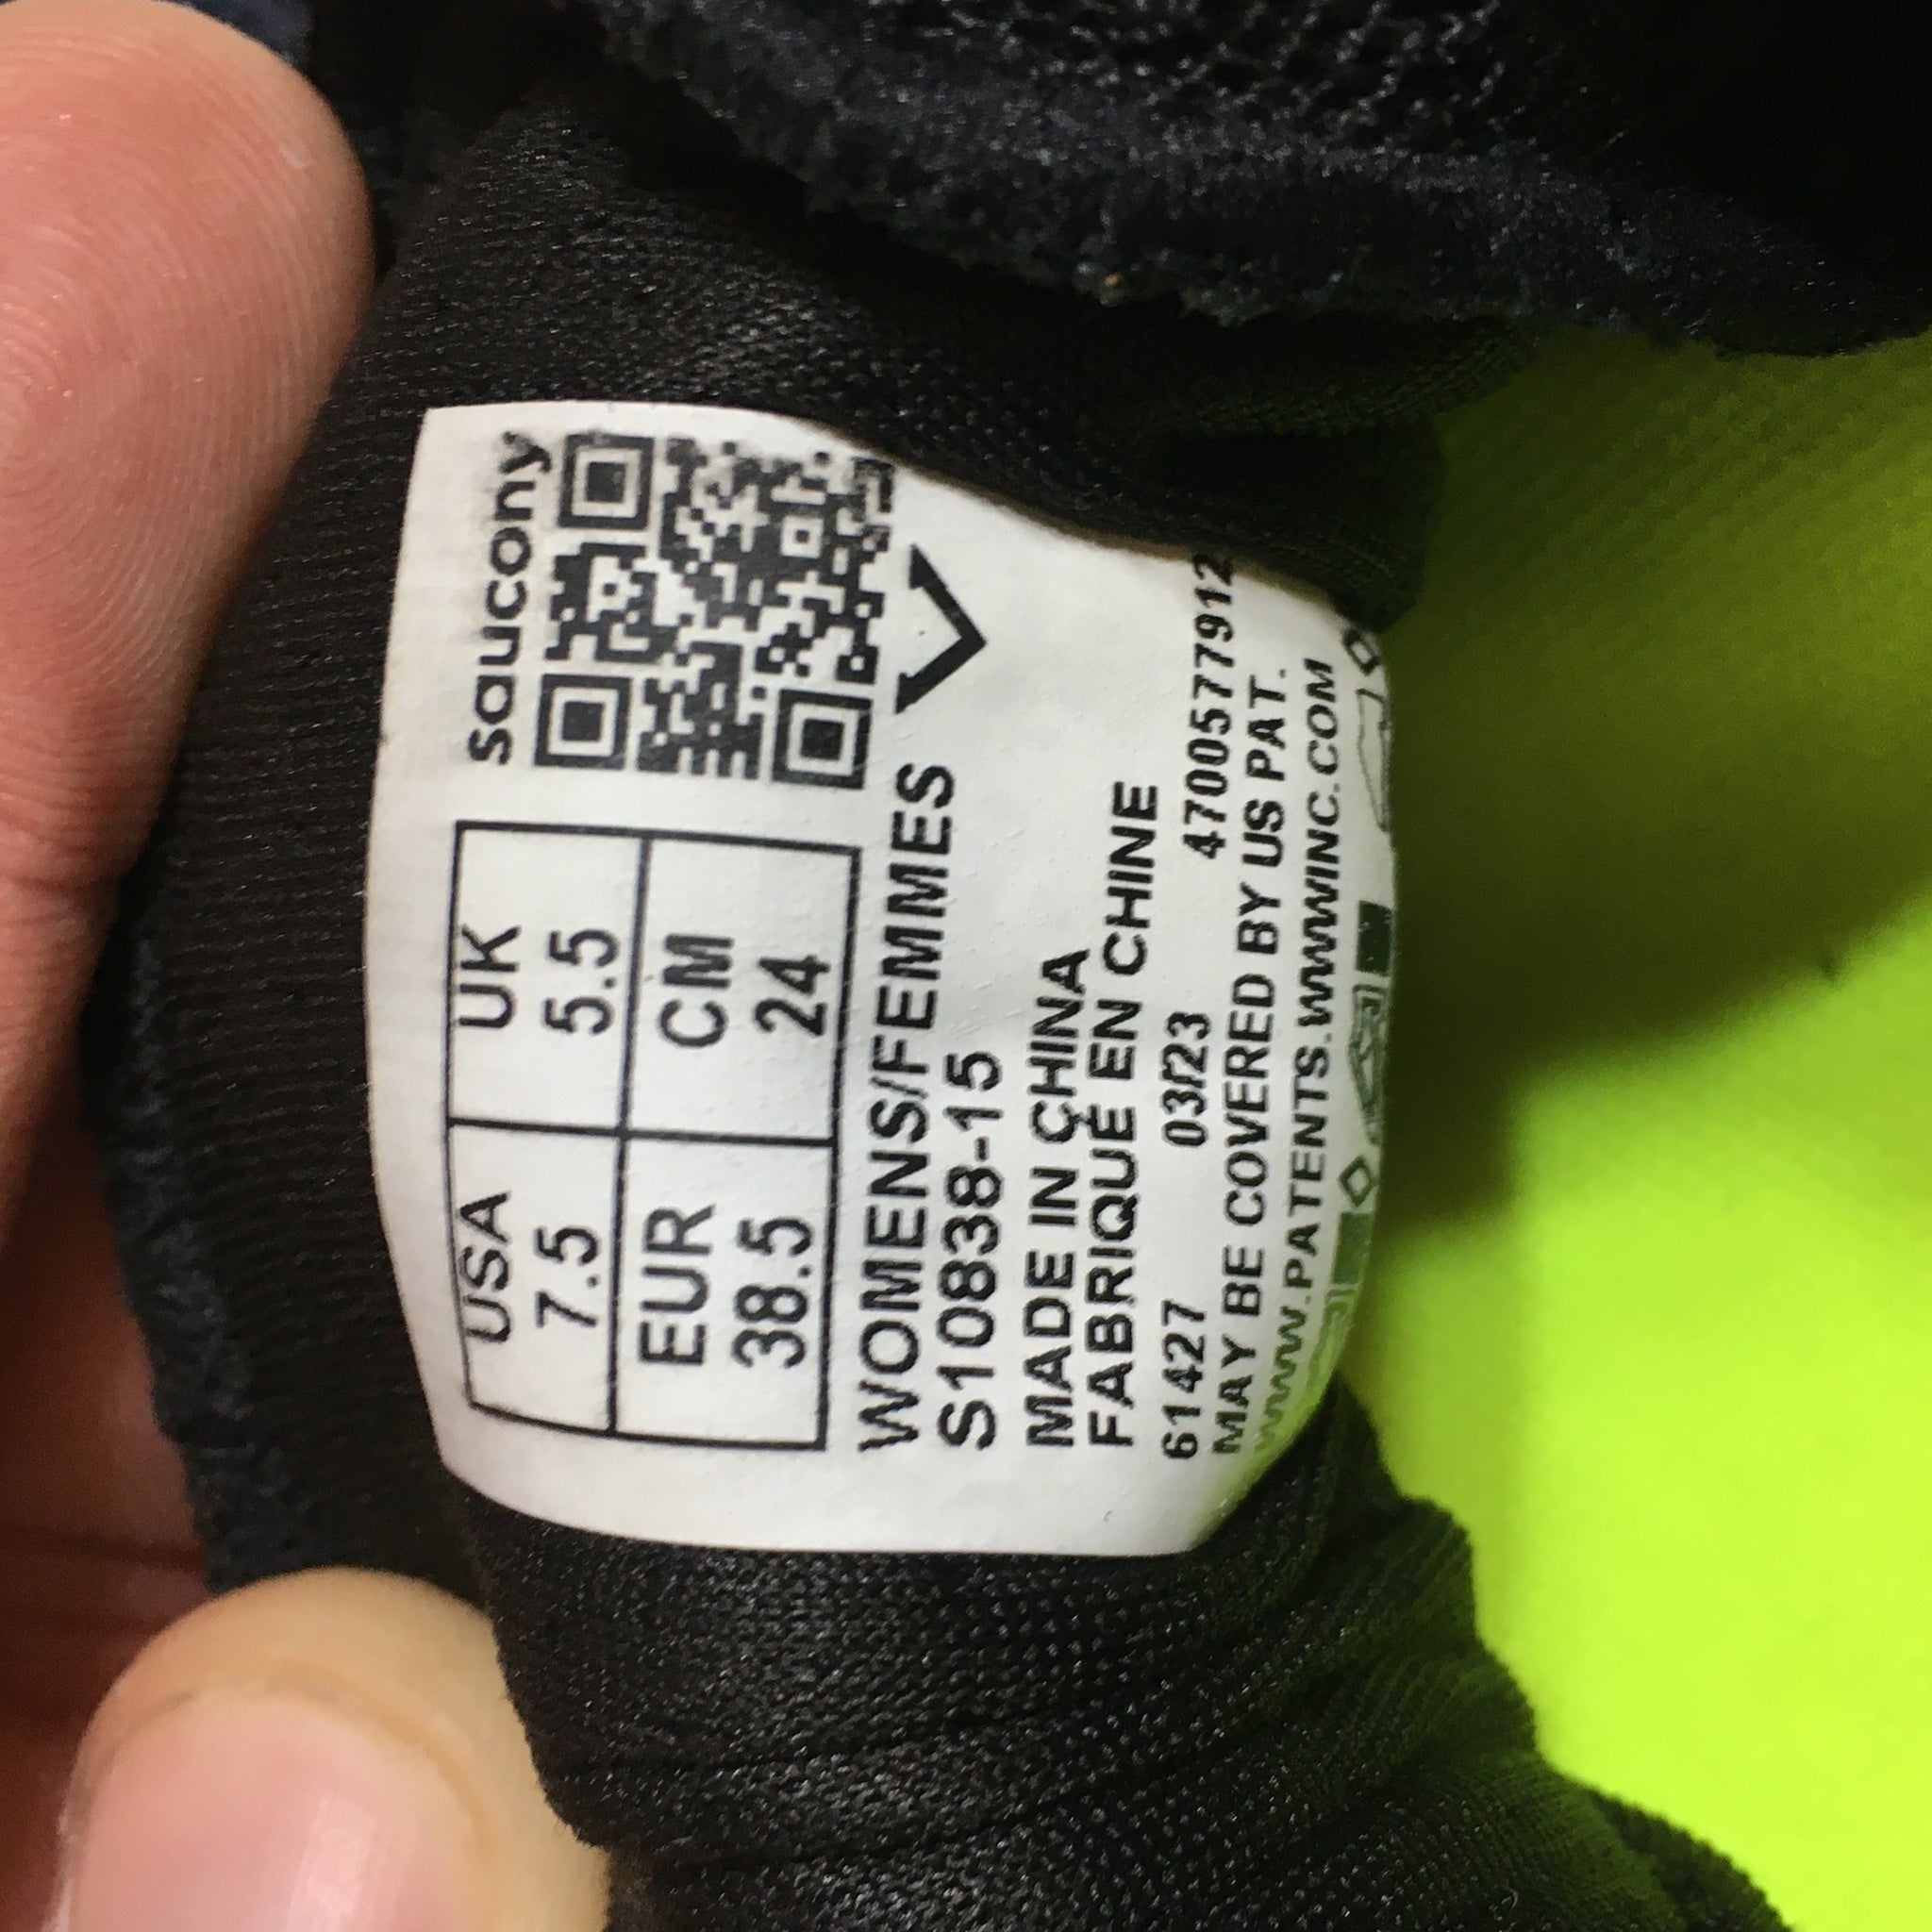 saucony
USA UK
7.5 5.5
EUR CM
38.5 24
WOMENS/FEMMES
S10838-15
MADE IN CHINA
FABRIQUÉ EN CHINE
61427 03/23 4700577912
MAY BE COVERED BY US PAT.
WWW.PATENTS.WWWINC.COM